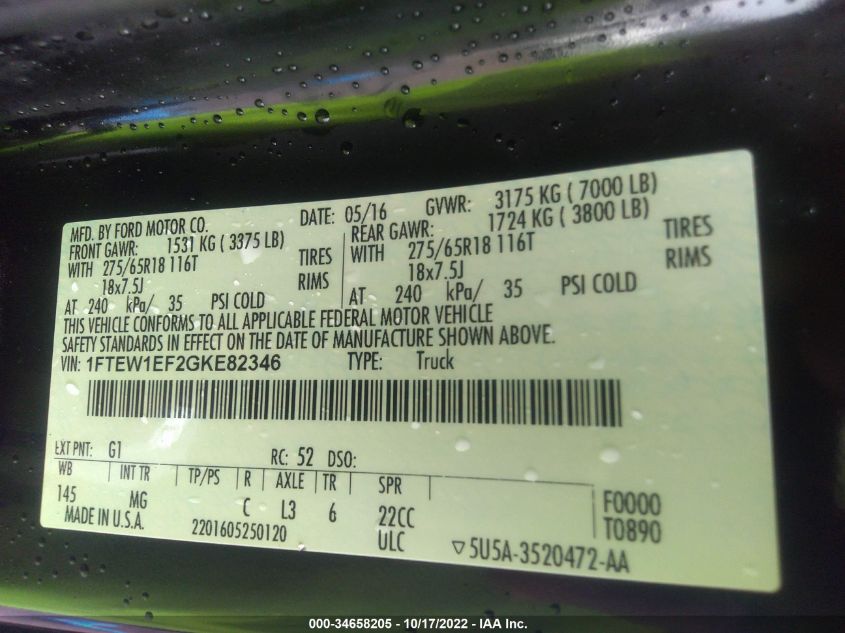 MFD. BY FORD MOTOR CO. DATE: 05/16 GVWR: 3175 KG ( 7000 LB)
FRONT GAWR: 1531 KG ( 3375 LB) REAR GAWR: 1724 KG ( 3800 LB)
WITH 275/65R18 116T TIRES WITH 275/65R18 116T TIRES
18x7.5J RIMS 18x7.5J RIMS
AT 240 kPa/ 35 PSI COLD AT 240 kPa/ 35 PSI COLD
THIS VEHICLE CONFORMS TO ALL APPLICABLE FEDERAL MOTOR VEHICLE
SAFETY STANDARDS IN EFFECT ON THE DATE OF MANUFACTURE SHOWN ABOVE.
VIN: 1FTEW1EF2GKE82346 TYPE: Truck
EXT PNT: G1 RC: 52 DSO:
WB INT TR TP/PS R AXLE TR SPR
145 MG C L3 6 22CC F0000
MADE IN U.S.A. 2201605250120 ULC T0890
▽5U5A-3520472-AA
000-34658205 - 10/17/2022 - IAA Inc.